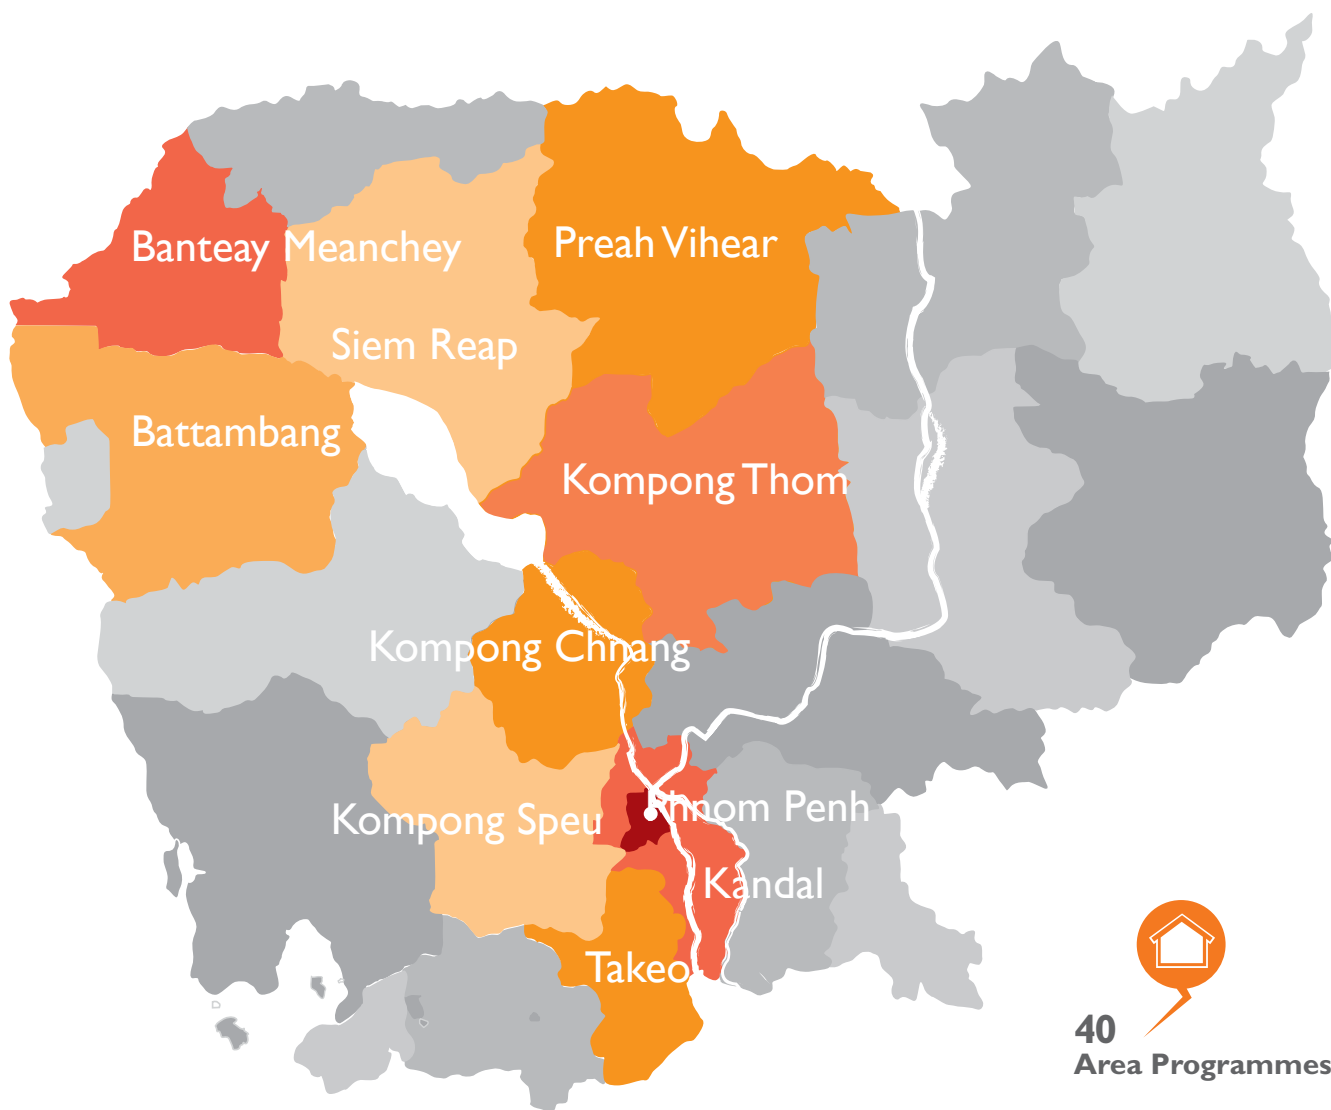 Banteay Meanchey
Preah Vihear
Siem Reap
Battambang
Kompong Thom
Kompong Chnang
Kompong Speu
Phnom Penh
Kandal
Takeo
40
Area Programmes